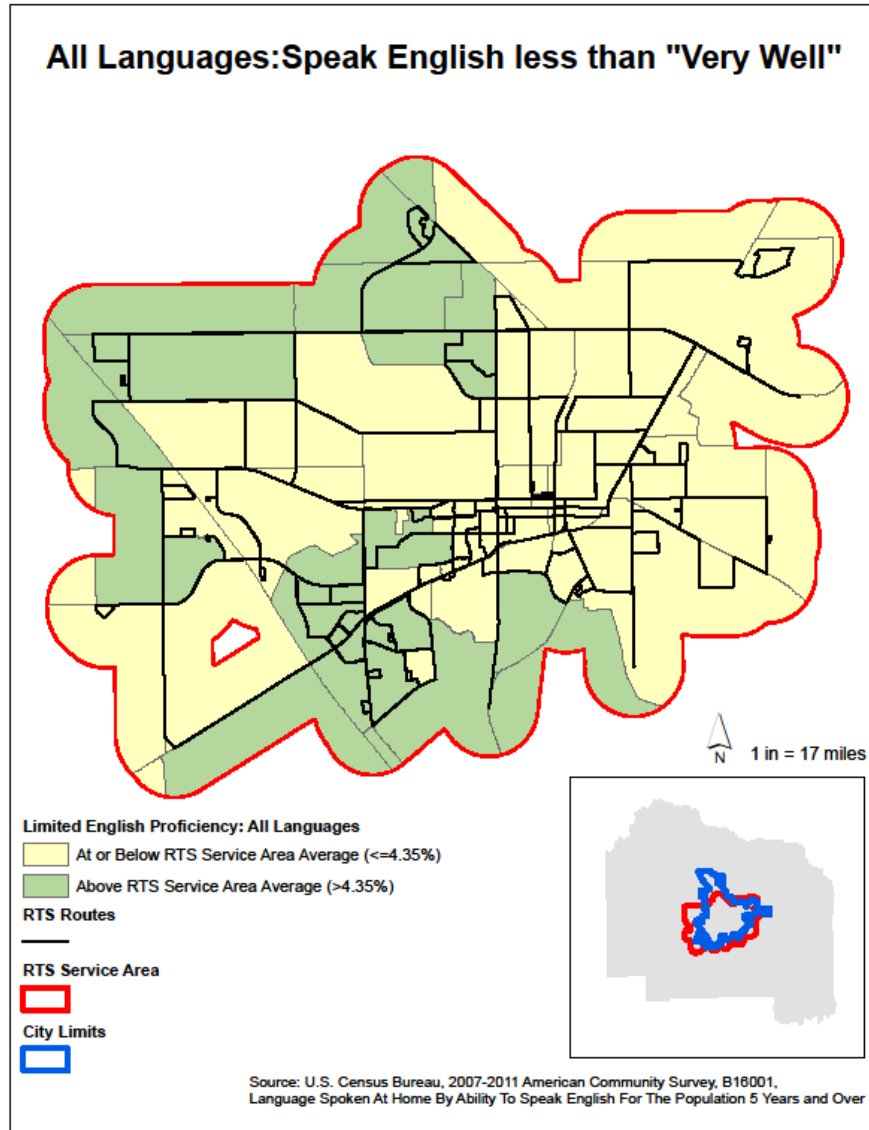 All Languages:Speak English less than "Very Well"
N
1 in = 17 miles
Limited English Proficiency: All Languages
At or Below RTS Service Area Average (<=4.35%)
Above RTS Service Area Average (>4.35%)
RTS Routes
RTS Service Area
City Limits
Source: U.S. Census Bureau, 2007-2011 American Community Survey, B16001,
Language Spoken At Home By Ability To Speak English For The Population 5 Years and Over